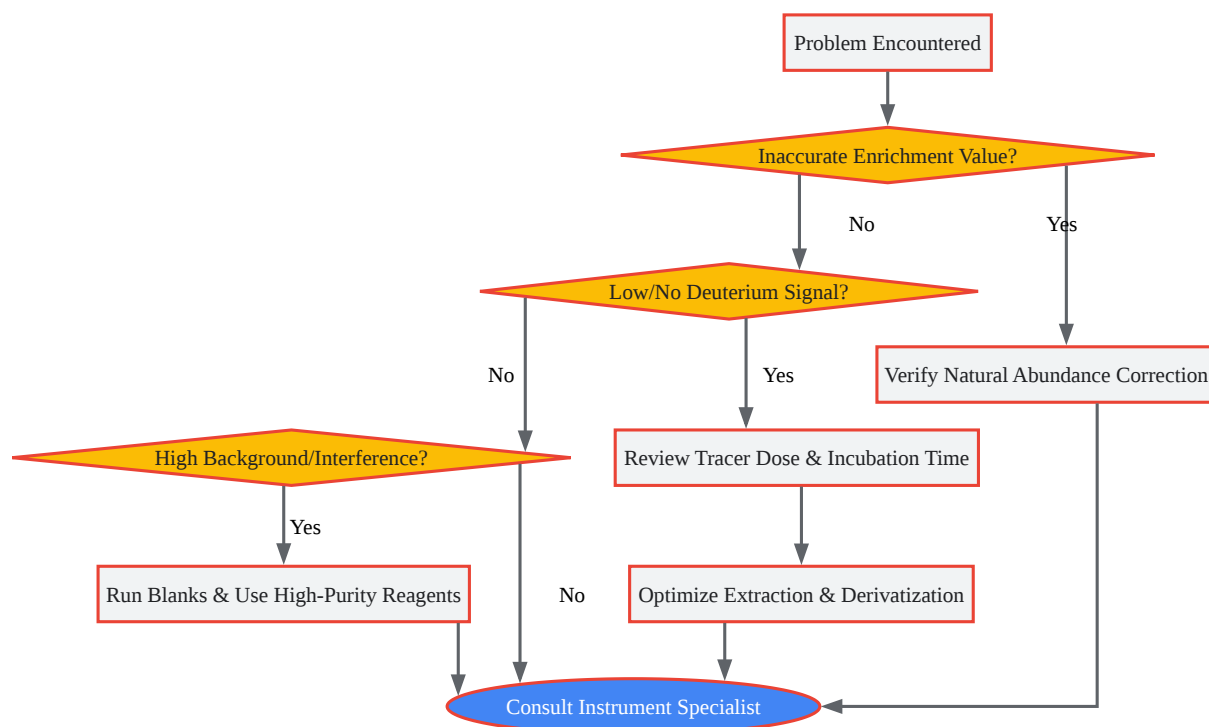 Problem Encountered
Inaccurate Enrichment Value?
No
Yes
Low/No Deuterium Signal?
No
Yes
Verify Natural Abundance Correction
High Background/Interference?
Review Tracer Dose & Incubation Time
Yes
Run Blanks & Use High-Purity Reagents
No
Optimize Extraction & Derivatization
Consult Instrument Specialist